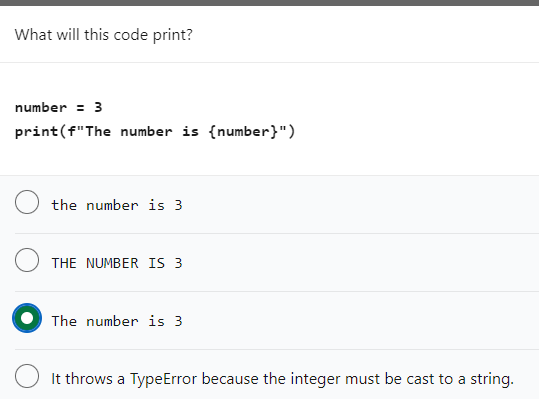 What will this code print?
number = 3
print(f"The number is {number}")
the number is 3
THE NUMBER IS 3
The number is 3
It throws a TypeError because the integer must be cast to a string.